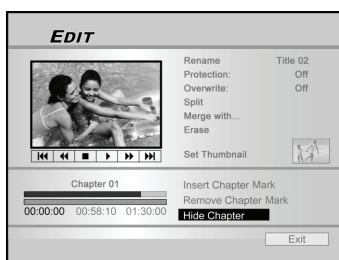 EDIT
Rename Title 02
Protection: Off
Overwrite: Off
Split
Merge with...
Erase
Set Thumbnail
Chapter 01
00:00:00 00:58:10 01:30:00
Insert Chapter Mark
Remove Chapter Mark
Hide Chapter
Exit